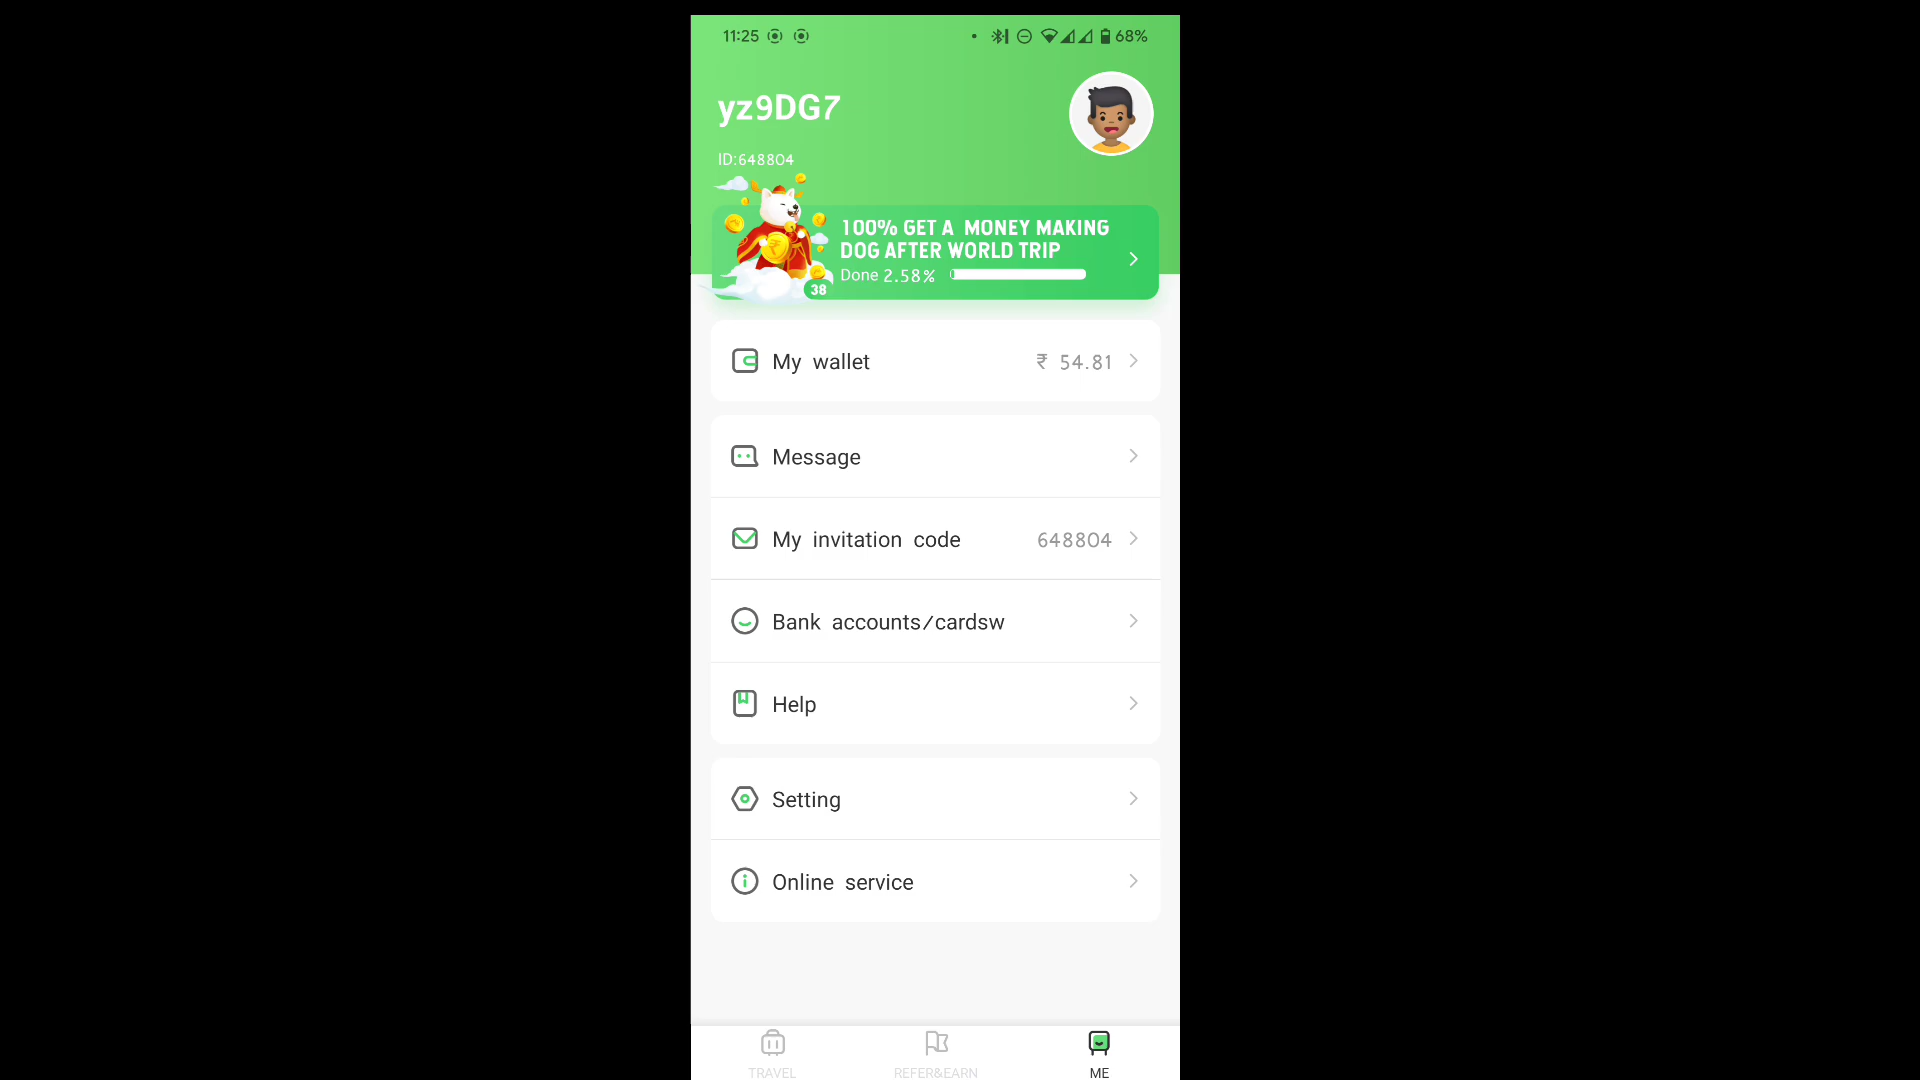 11:25 68%
yz9DG7
ID:648804
100% GET A MONEY MAKING
DOG AFTER WORLD TRIP
Done 2.58%
38
My wallet ₹ 54.81
Message
My invitation code 648804
Bank accounts/cardsw
Help
Setting
Online service
TRAVEL REFER&EARN ME